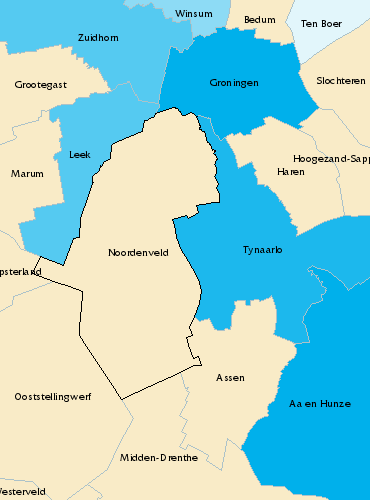 Winsum
Bedum
Ten Boer
Zuidhorn
Grootegast
Groningen
Slochteren
Leek
Hoogezand-Sapp
Marum
Haren
Noordenveld
Tynaarlo
psterland
Assen
Ooststellingwerf
Aa en Hunze
Midden-Drenthe
Westerveld